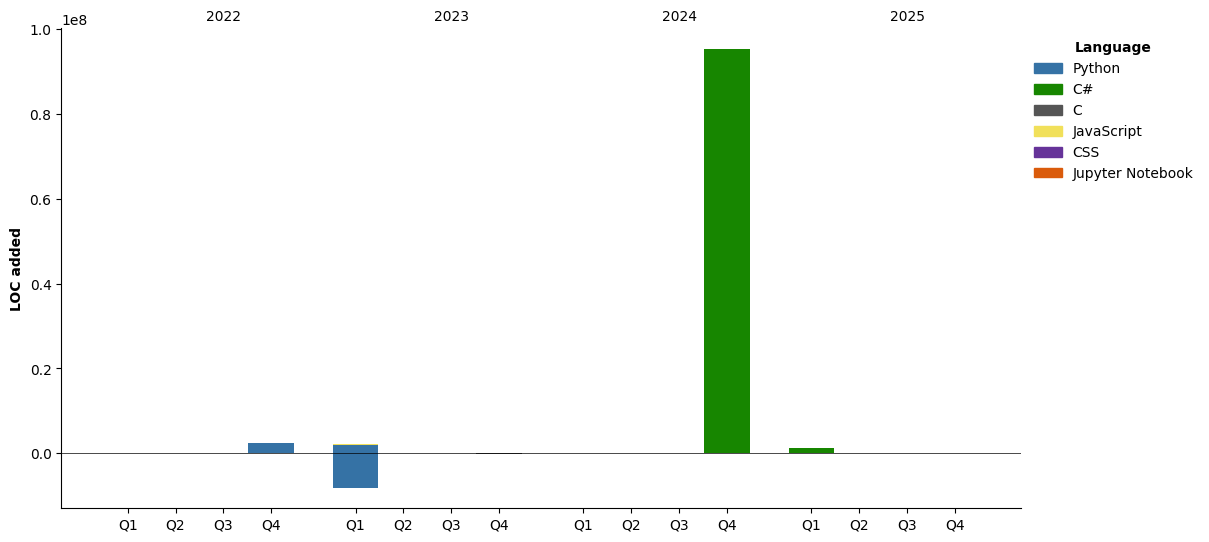 2022 2023 2024 2025
1e8
1.0
0.8
0.6
0.4
0.2
0.0
LOC added
Q1 Q2 Q3 Q4 Q1 Q2 Q3 Q4 Q1 Q2 Q3 Q4 Q1 Q2 Q3 Q4
Language
Python
C#
C
JavaScript
CSS
Jupyter Notebook